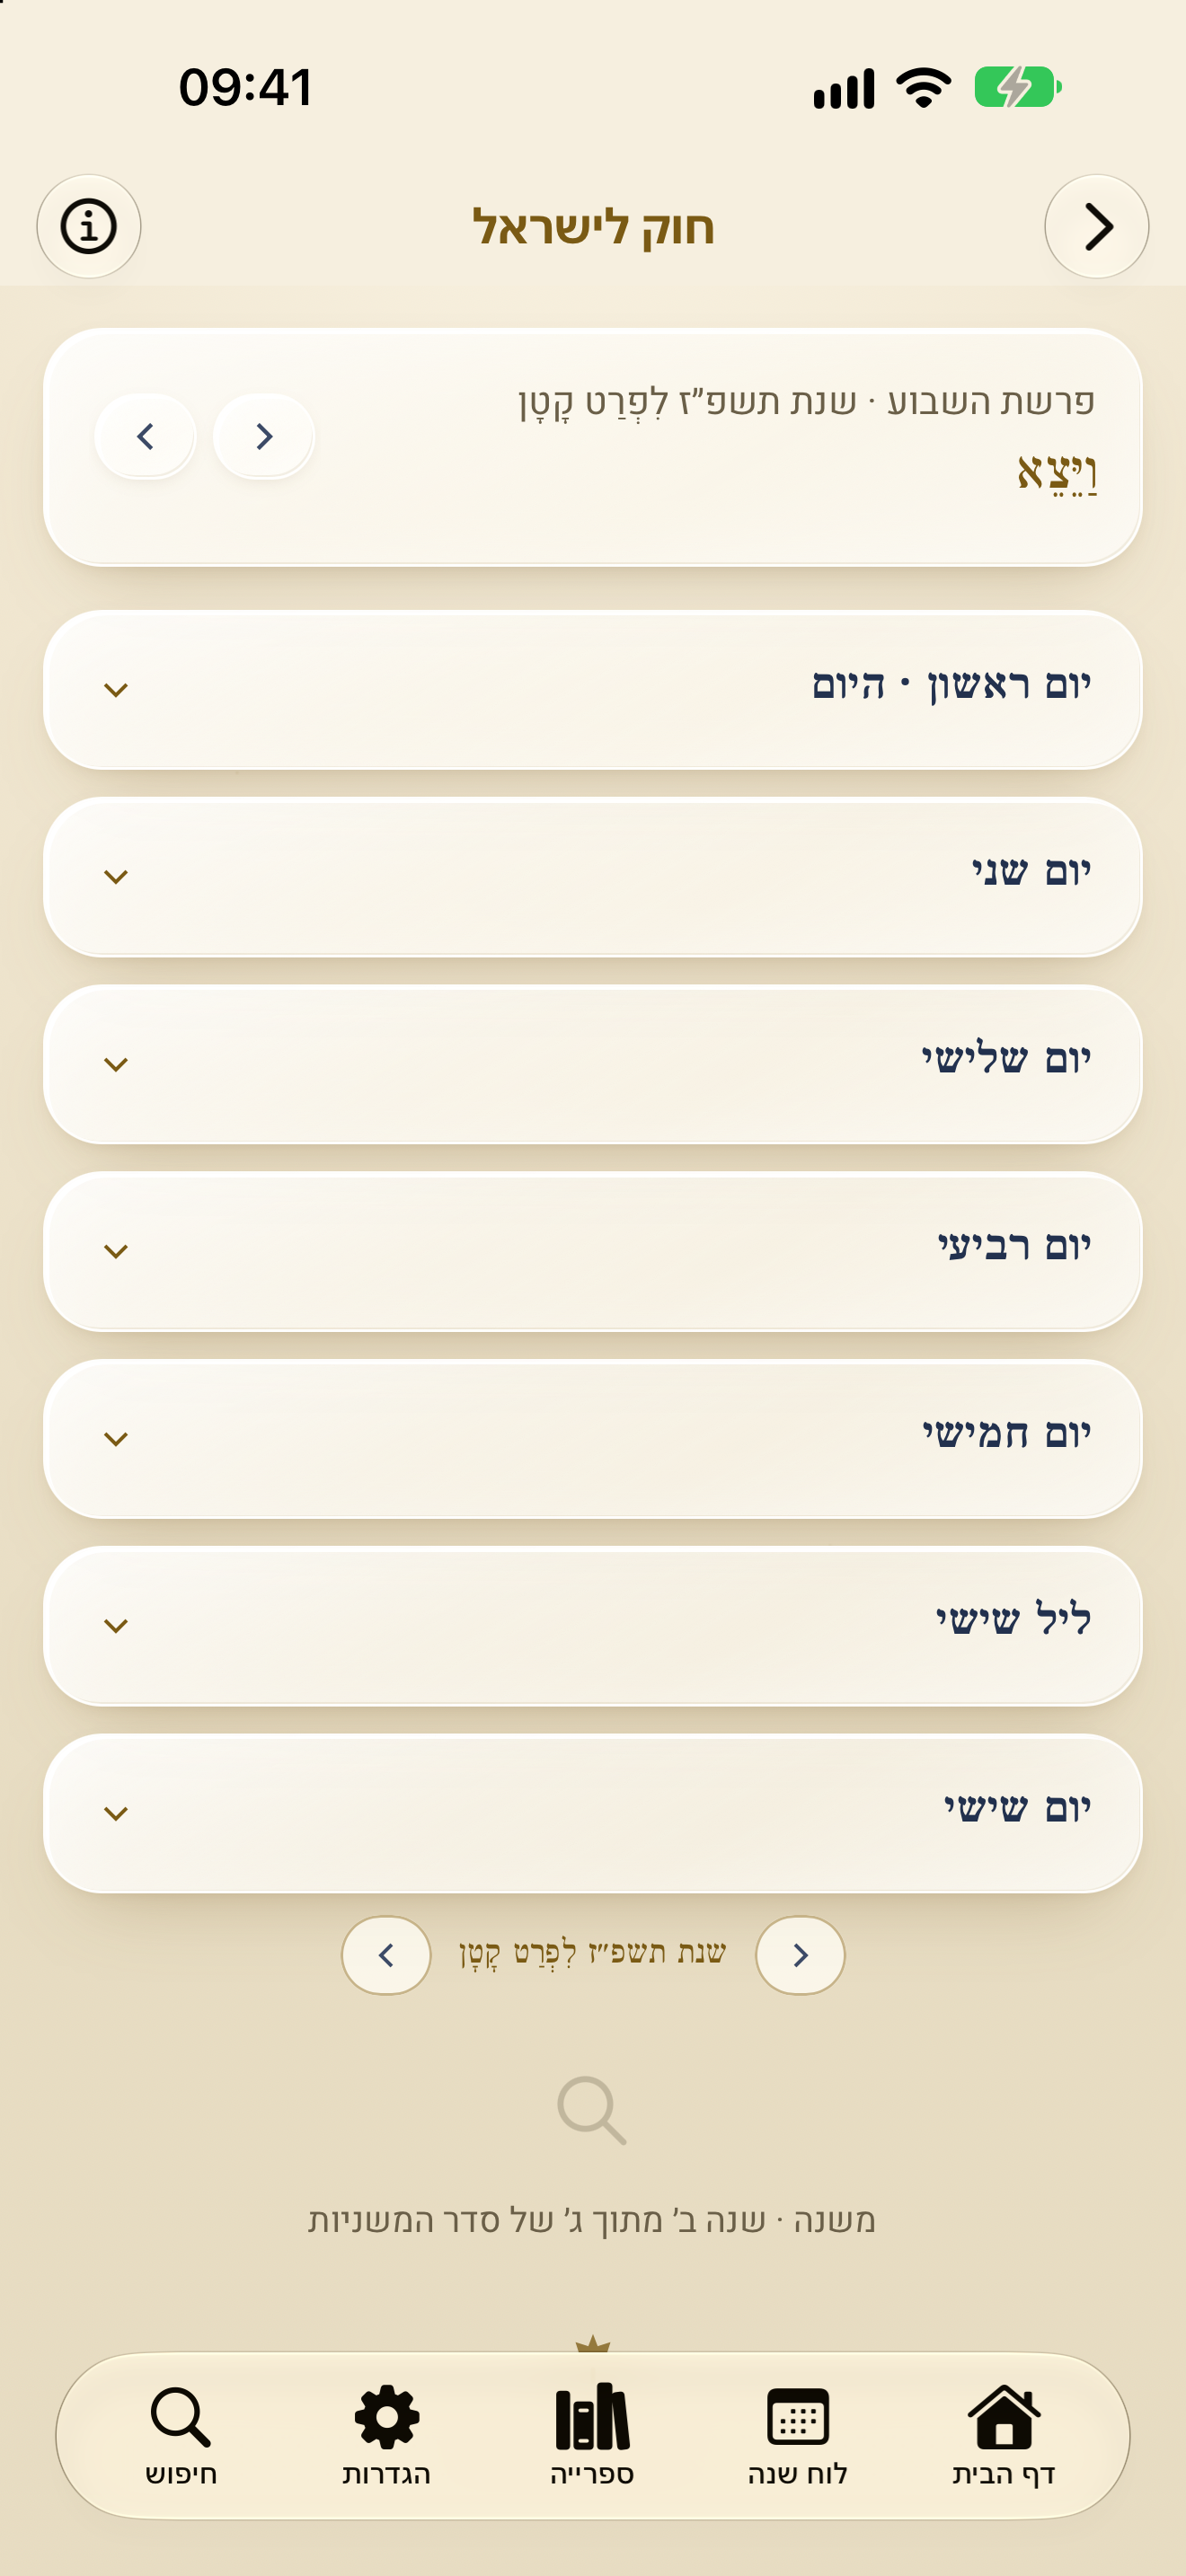 09:41
חוק לישראל
פרשת השבוע · שנת תשפ״ז לִפְרַט קָטָן
וַיֵּצֵא
יום ראשון · היום
יום שני
יום שלישי
יום רביעי
יום חמישי
ליל שישי
יום שישי
שנת תשפ״ז לִפְרַט קָטָן
משנה · שנה ב׳ מתוך ג׳ של סדר המשניות
דף הבית
לוח שנה
ספרייה
הגדרות
חיפוש